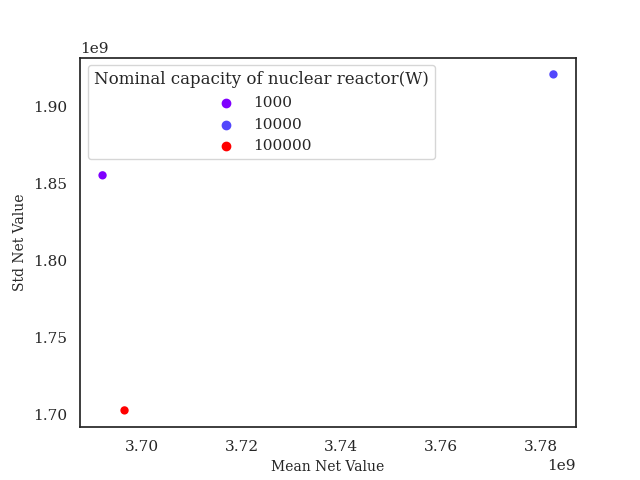 1e9
Nominal capacity of nuclear reactor(W)
1000
10000
100000
1.90
1.85
1.80
1.75
1.70
Std Net Value
3.70
3.72
3.74
3.76
3.78
1e9
Mean Net Value